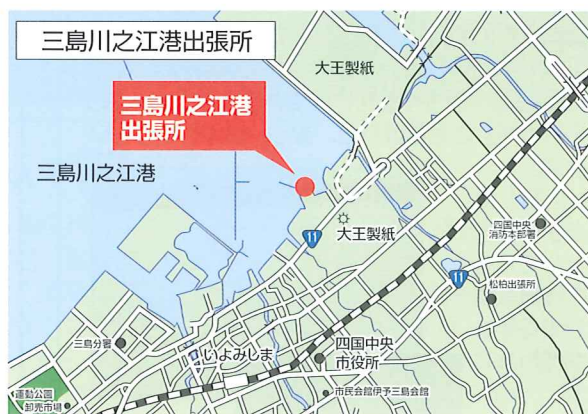 三島川之江港出張所
大王製紙
三島川之江港
出張所
三島川之江港
11
大王製紙
四国中央
消防本部署
11
松柏出張所
三島分署
いよみしま
四国中央
市役所
運動公園
卸売市場
市民会館伊予三島会館